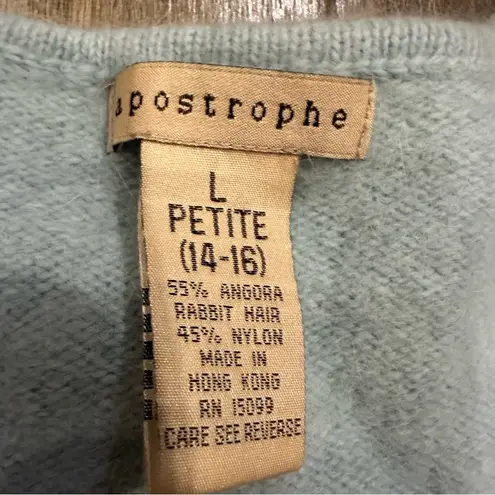 apostrophe
L
PETITE
(14-16)
55% ANGORA
RABBIT HAIR
45% NYLON
MADE IN
HONG KONG
RN 15099
CARE SEE REVERSE